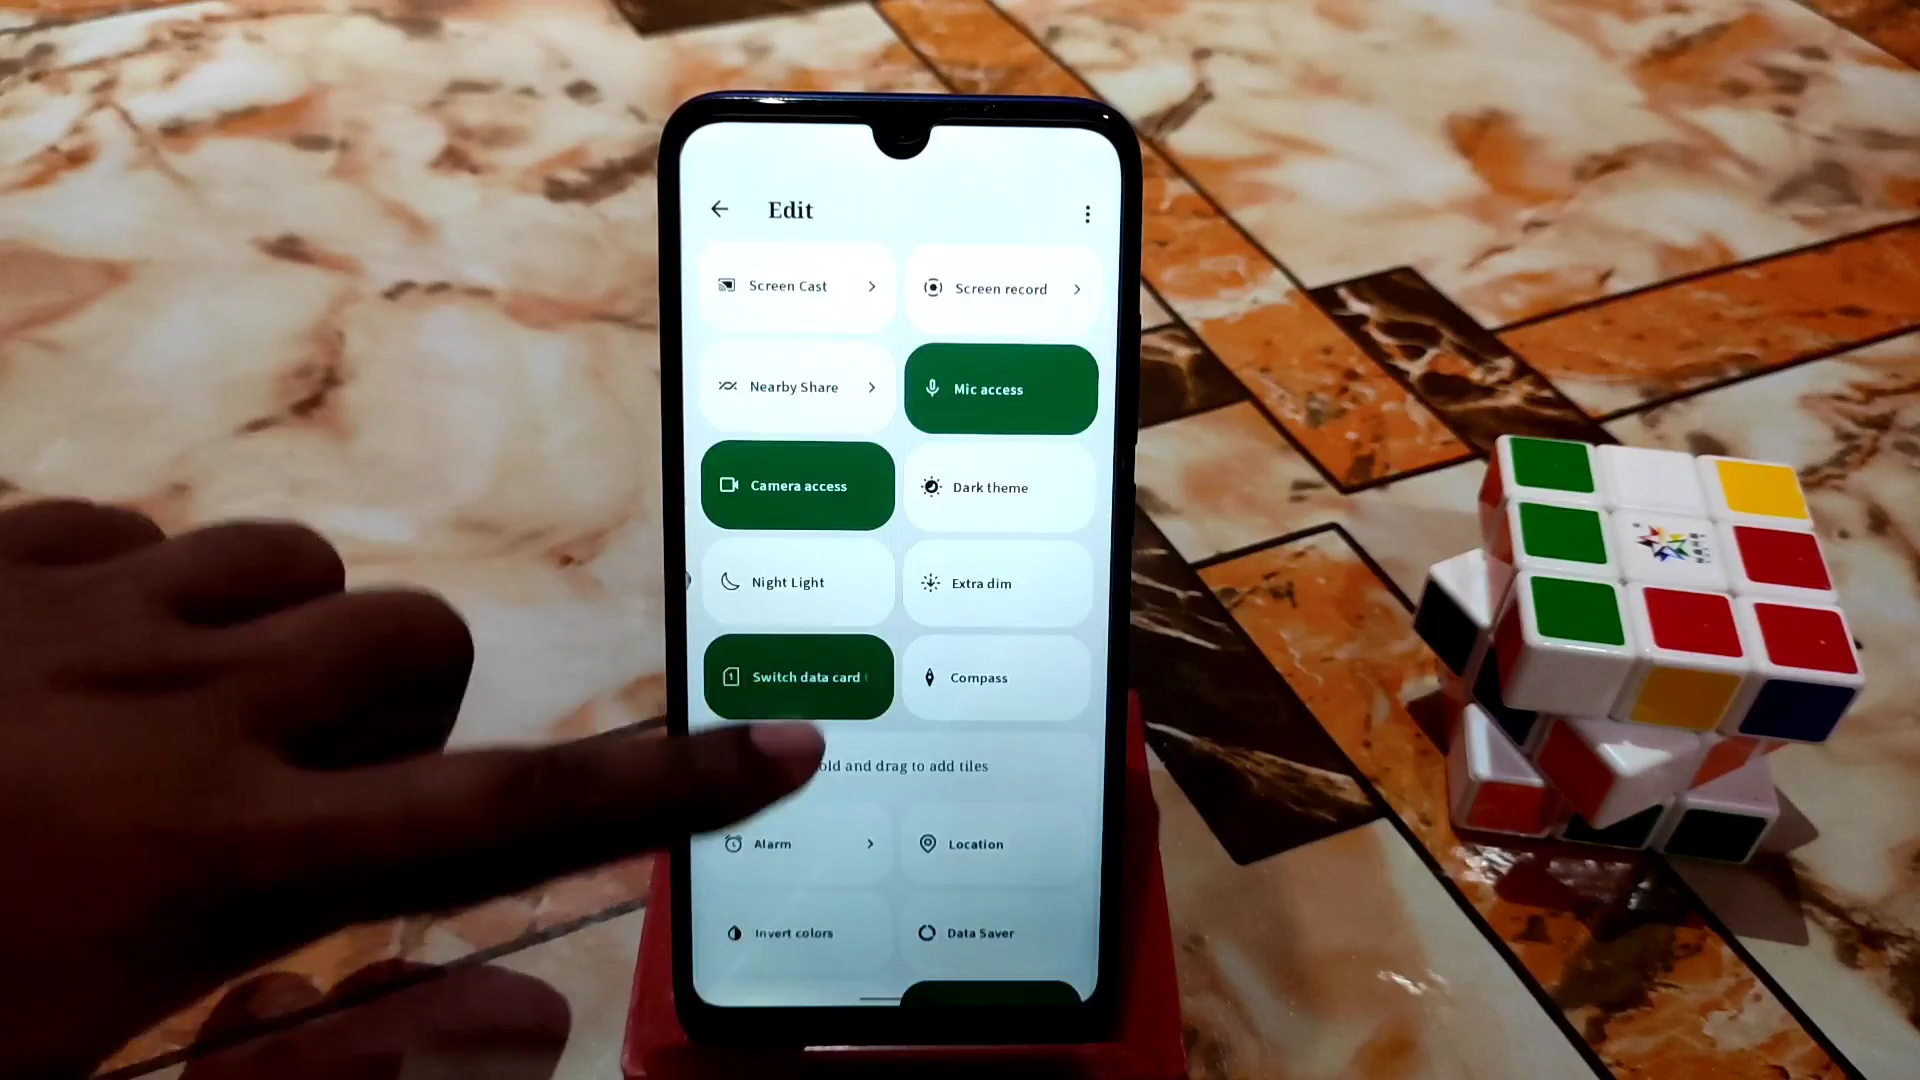 Edit
Screen Cast
Screen record
Nearby Share
Mic access
Camera access
Dark theme
Night Light
Extra dim
1
Switch data card
Compass
old and drag to add tiles
Alarm
Location
Invert colors
Data Saver